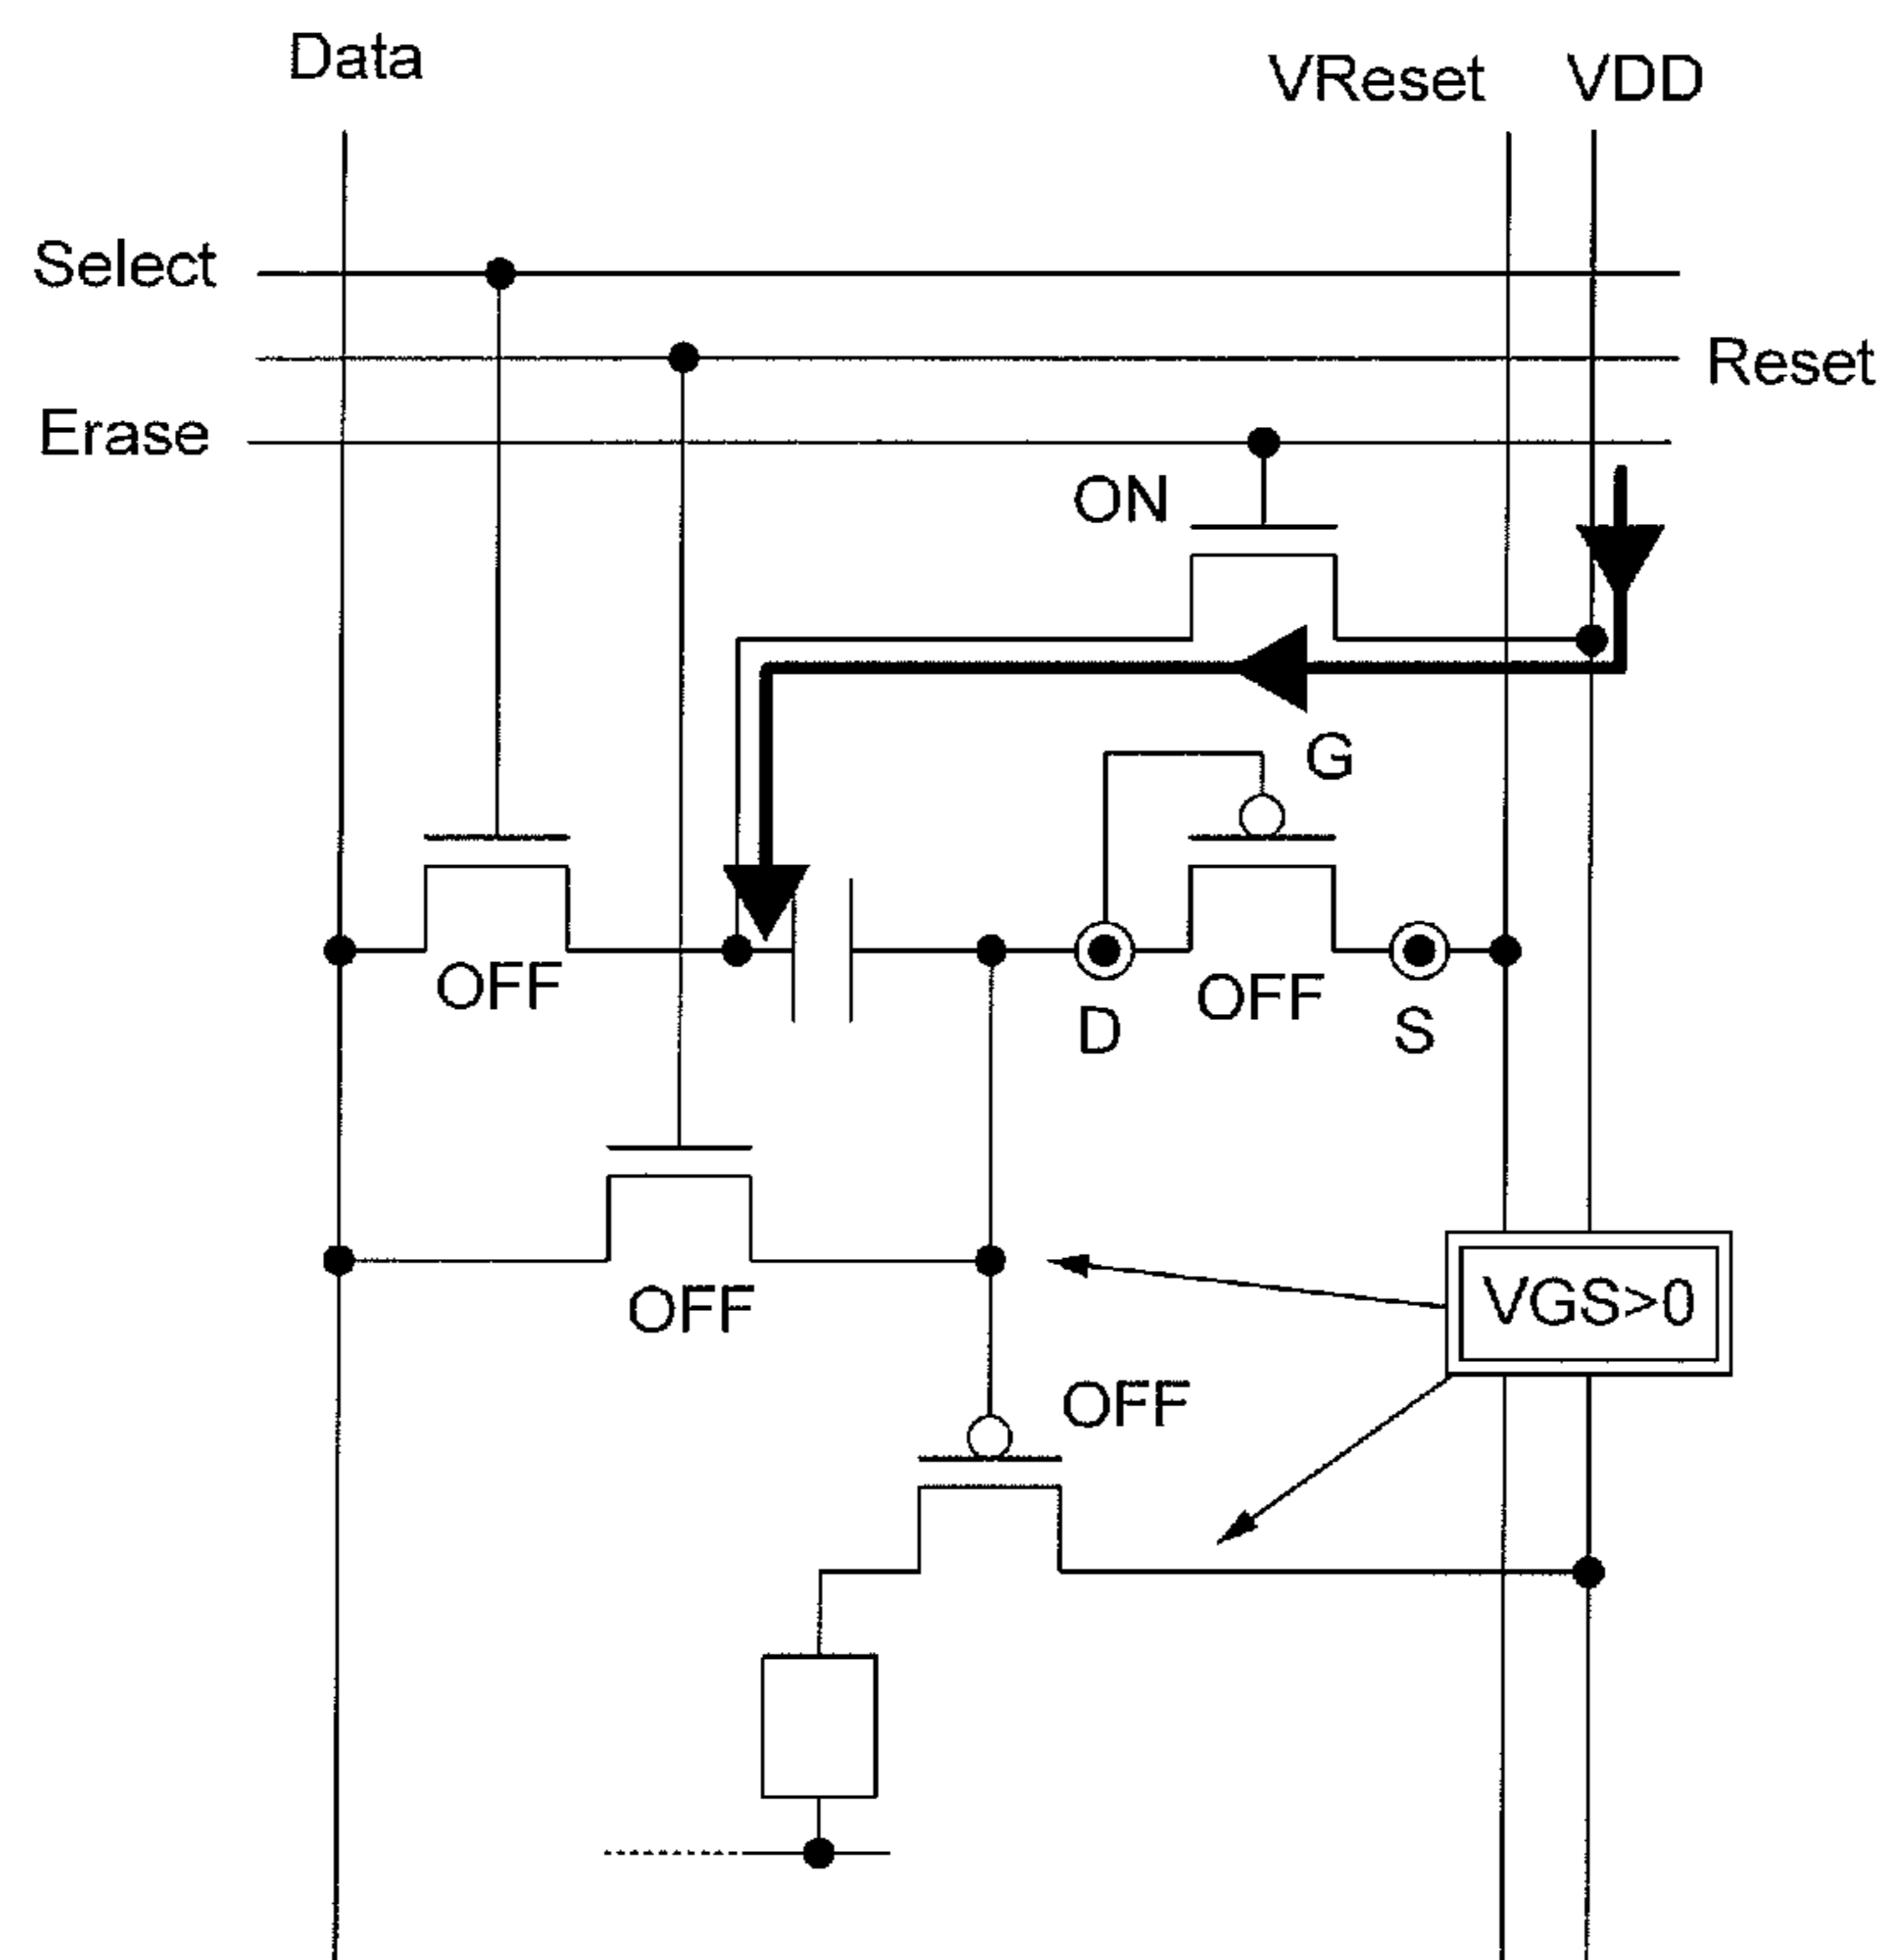 Data
VReset VDD
Select
Reset
Erase
ON
G
OFF
D
OFF
S
OFF
VGS>0
OFF